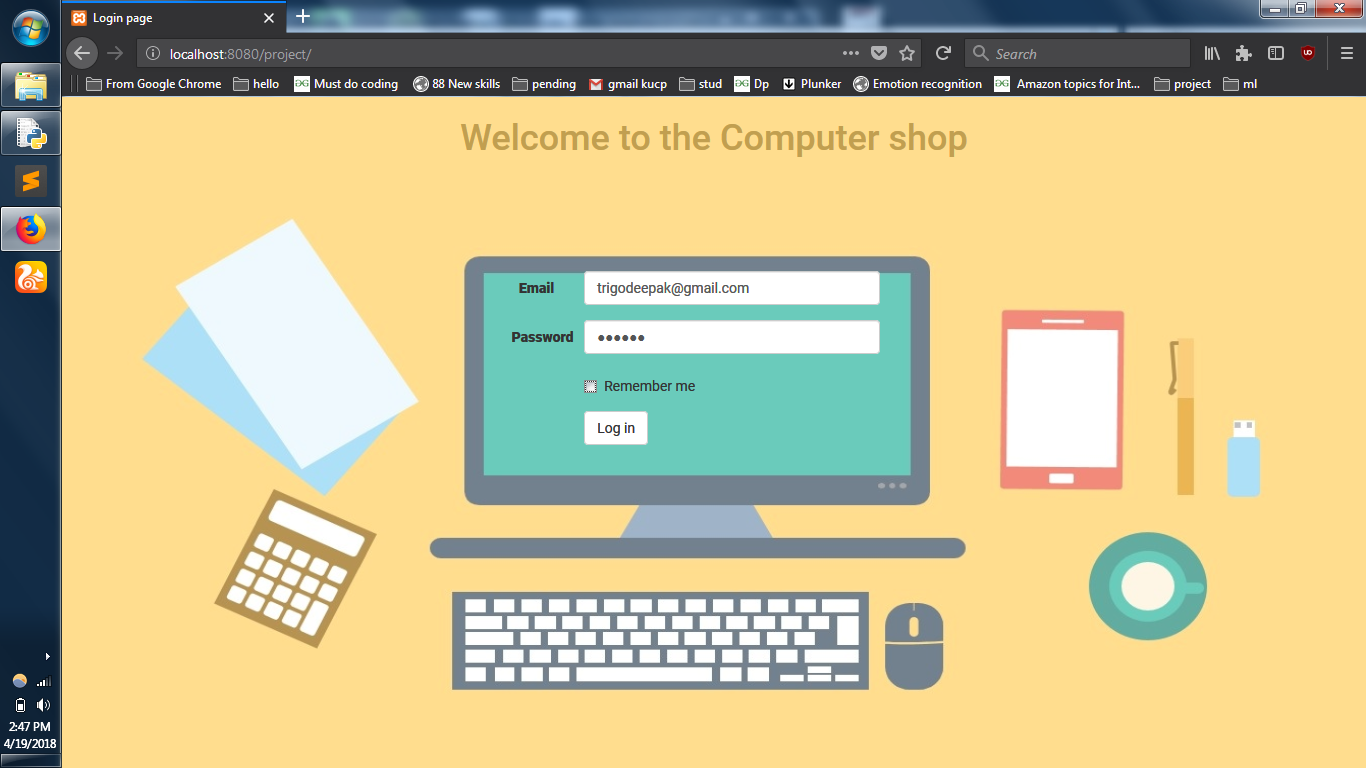 Login page
localhost:8080/project/
Search
From Google Chrome hello Must do coding 88 New skills pending gmail kucp stud Dp Plunker Emotion recognition Amazon topics for Int... project ml
Welcome to the Computer shop
Email trigodeepak@gmail.com
Password ●●●●●●
Remember me
Log in
2:47 PM
4/19/2018